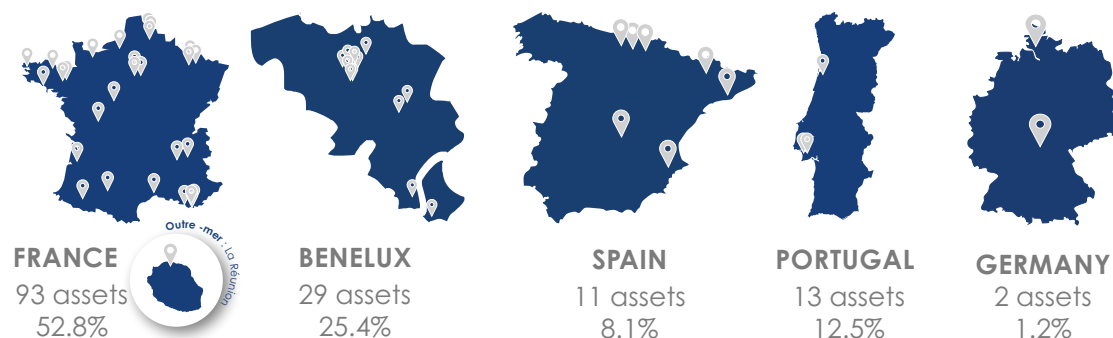 Outre -mer : La Réunion
FRANCE
93 assets
52.8%
BENELUX
29 assets
25.4%
SPAIN
11 assets
8.1%
PORTUGAL
13 assets
12.5%
GERMANY
2 assets
1.2%